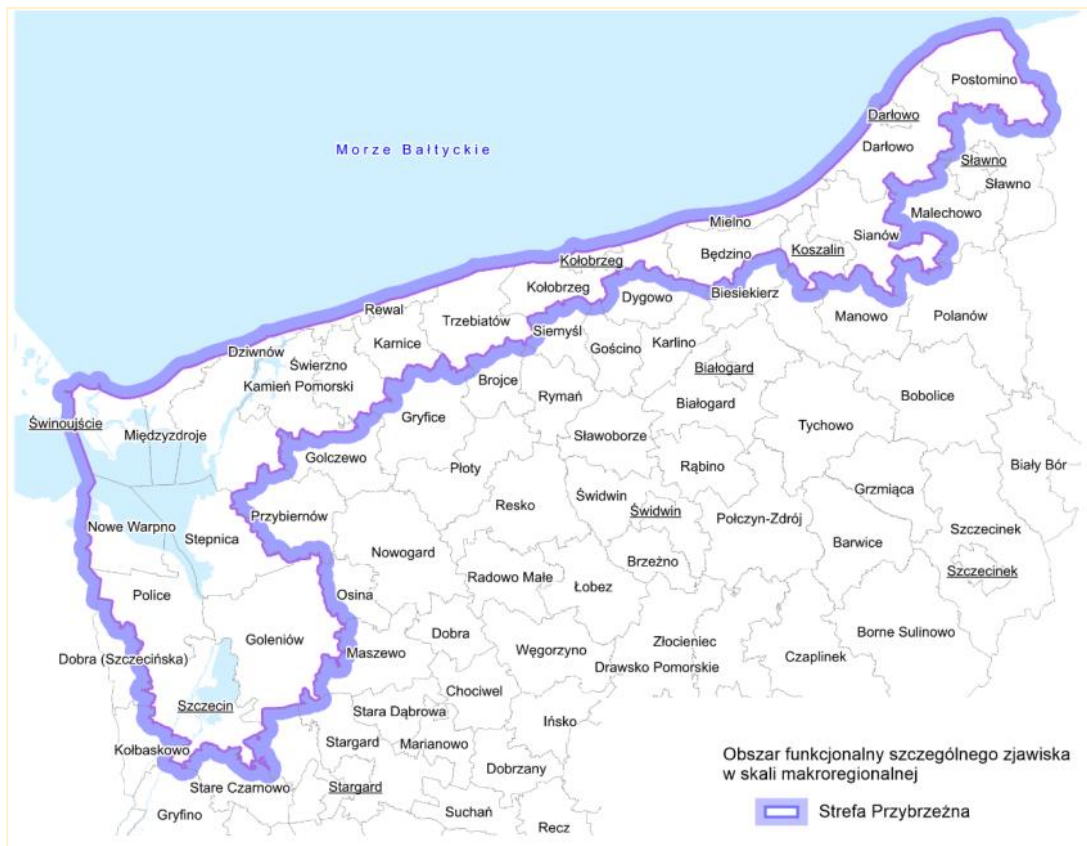 Postomino
Darłowo
Darłowo
Sławno
Sławno
Morze Bałtyckie
Malechowo
Mielno
Sianów
Koszalin
Będzino
Kołobrzeg
Kołobrzeg
Biesiekierz
Dygowo
Manowo
Polanów
Rewal
Trzebiatów
Siemyśl
Karnice
Gościno
Karlino
Dziwnów
Świerzno
Białogard
Kamień Pomorski
Brojce
Rymań
Białogard
Bobolice
Gryfice
Świnoujście
Międzyzdroje
Tychowo
Sławoborze
Golczewo
Płoty
Rąbino
Biały Bór
Grzmiąca
Resko
Świdwin
Świdwin
Przybiernów
Połczyn-Zdrój
Nowe Warpno
Stepnica
Szczecinek
Barwice
Nowogard
Brzeżno
Szczecinek
Radowo Małe
Łobez
Police
Osina
Borne Sulinowo
Goleniów
Dobra
Złocieniec
Maszewo
Węgorzyno
Czaplinek
Dobra (Szczecińska)
Drawsko Pomorskie
Chociwel
Szczecin
Stara Dąbrowa
Ińsko
Stargard
Marianowo
Kołbaskowo
Dobrzany
Stare Czarnowo
Stargard
Gryfino
Suchań
Recz
Obszar funkcjonalny szczególnego zjawiska
w skali makroregionalnej
Strefa Przybrzeżna